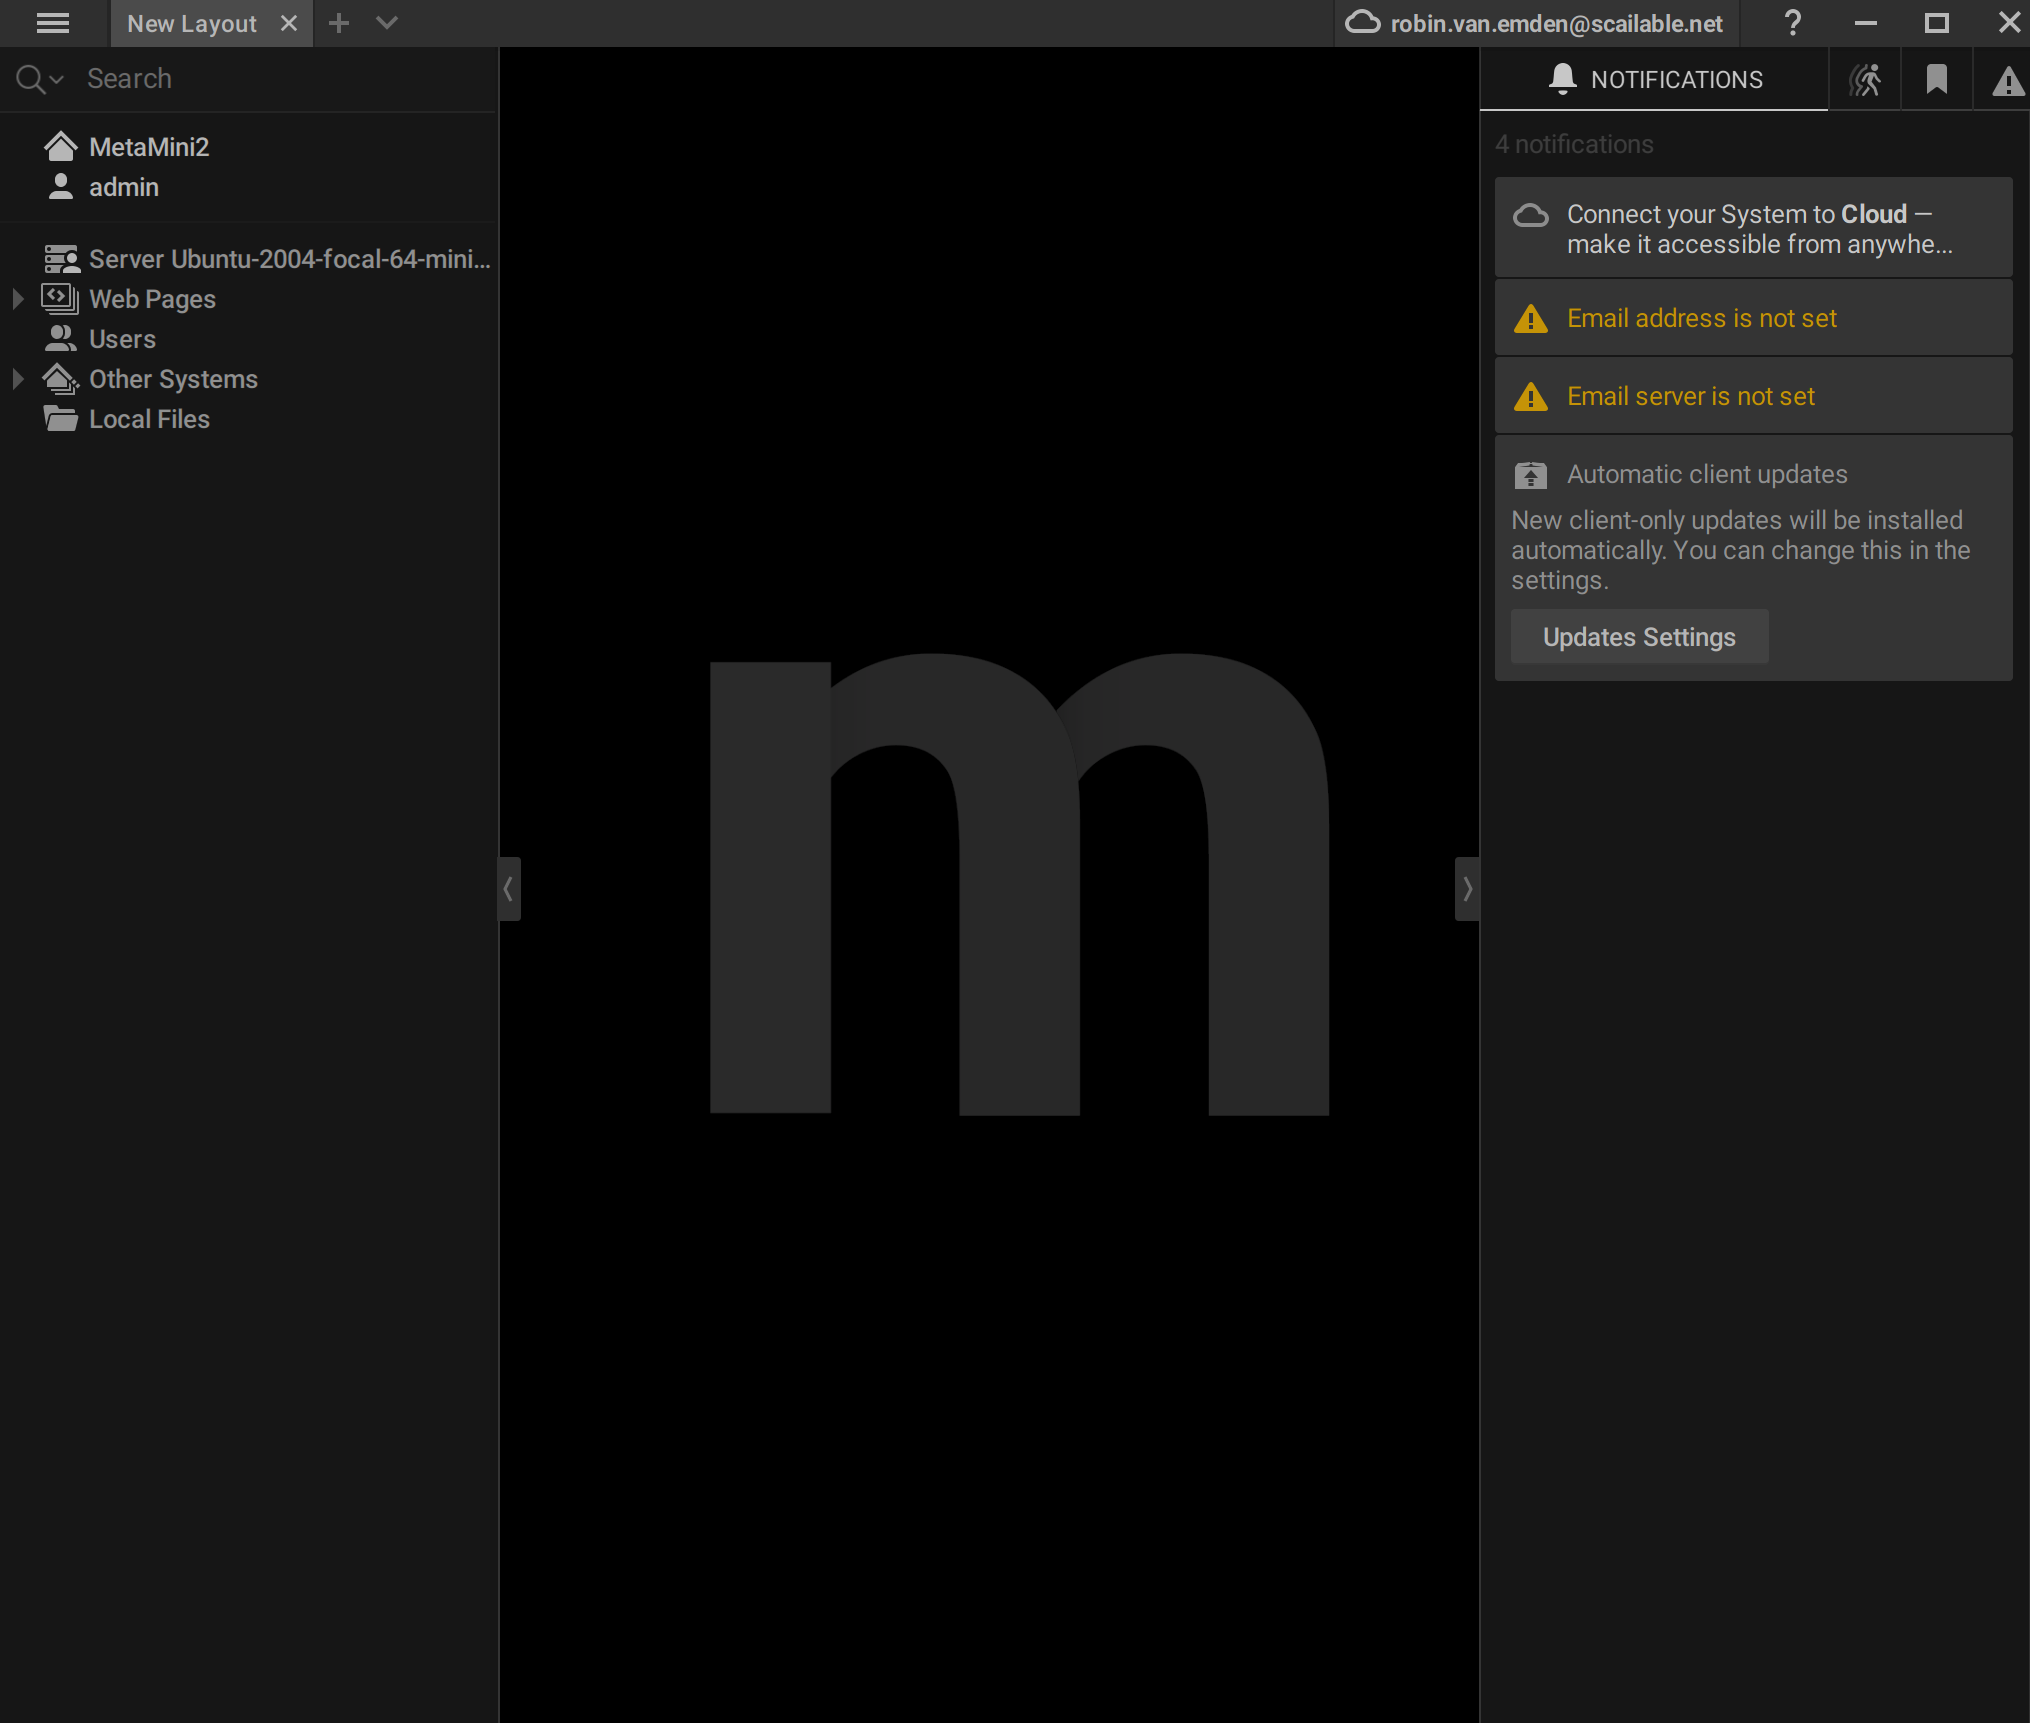 New Layout
robin.van.emden@scailable.net
?
Search
MetaMini2
admin
Server Ubuntu-2004-focal-64-mini...
Web Pages
Users
Other Systems
Local Files
NOTIFICATIONS
4 notifications
Connect your System to Cloud —
make it accessible from anywhe...
Email address is not set
Email server is not set
Automatic client updates
New client-only updates will be installed
automatically. You can change this in the
settings.
Updates Settings
m